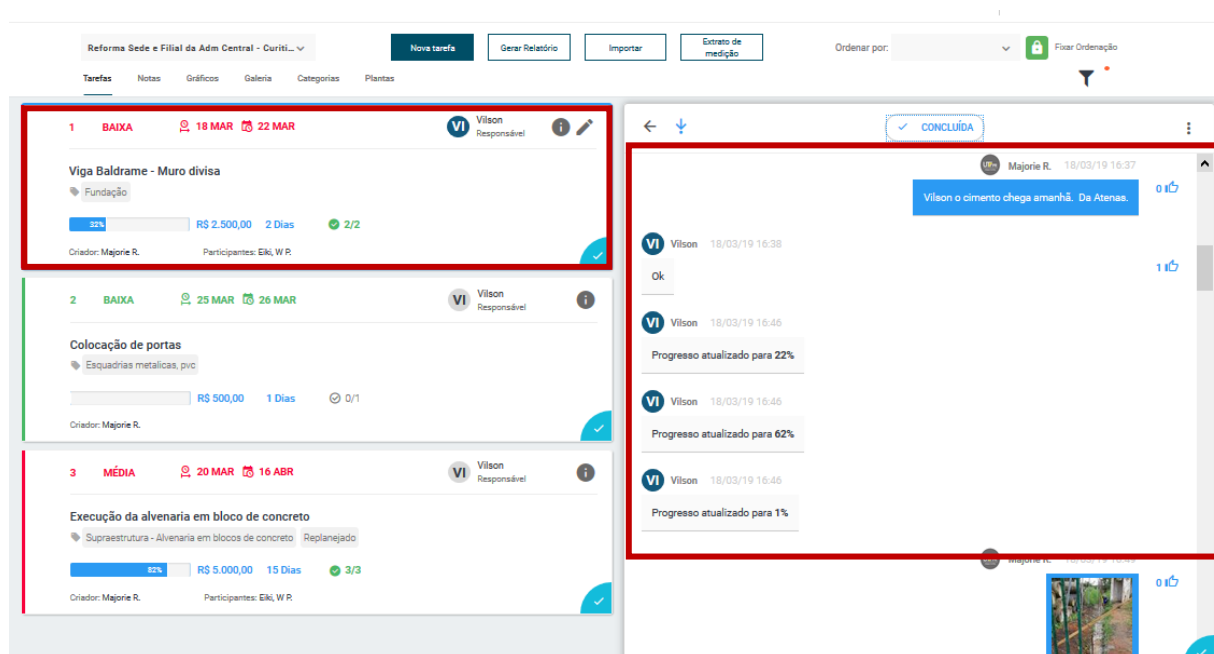 Reforma Sede e Filial da Adm Central - Curiti...
Nova tarefa
Gerar Relatório
Importar
Extrato de
medição
Ordenar por:
Fixar Ordenação
Tarefas Notas Gráficos Galeria Categorias Plantas
1 BAIXA 18 MAR 22 MAR
VI Vilson
Responsável
Viga Baldrame - Muro divisa
Fundação
32% R$ 2.500,00 2 Dias 2/2
Criador: Majorie R. Participantes: Eiki, W P.
2 BAIXA 25 MAR 26 MAR
VI Vilson
Responsável
Colocação de portas
Esquadrias metalicas, pvc
R$ 500,00 1 Dias 0/1
Criador: Majorie R.
3 MÉDIA 20 MAR 16 ABR
VI Vilson
Responsável
Execução da alvenaria em bloco de concreto
Supraestrutura - Alvenaria em blocos de concreto Replanejado
82% R$ 5.000,00 15 Dias 3/3
Criador: Majorie R. Participantes: Eiki, W P.
CONCLUÍDA
Majorie R. 18/03/19 16:37
Vilson o cimento chega amanhã. Da Atenas.
0
VI Vilson 18/03/19 16:38
Ok
1
VI Vilson 18/03/19 16:46
Progresso atualizado para 22%
VI Vilson 18/03/19 16:46
Progresso atualizado para 62%
VI Vilson 18/03/19 16:46
Progresso atualizado para 1%
Majorie R.
0